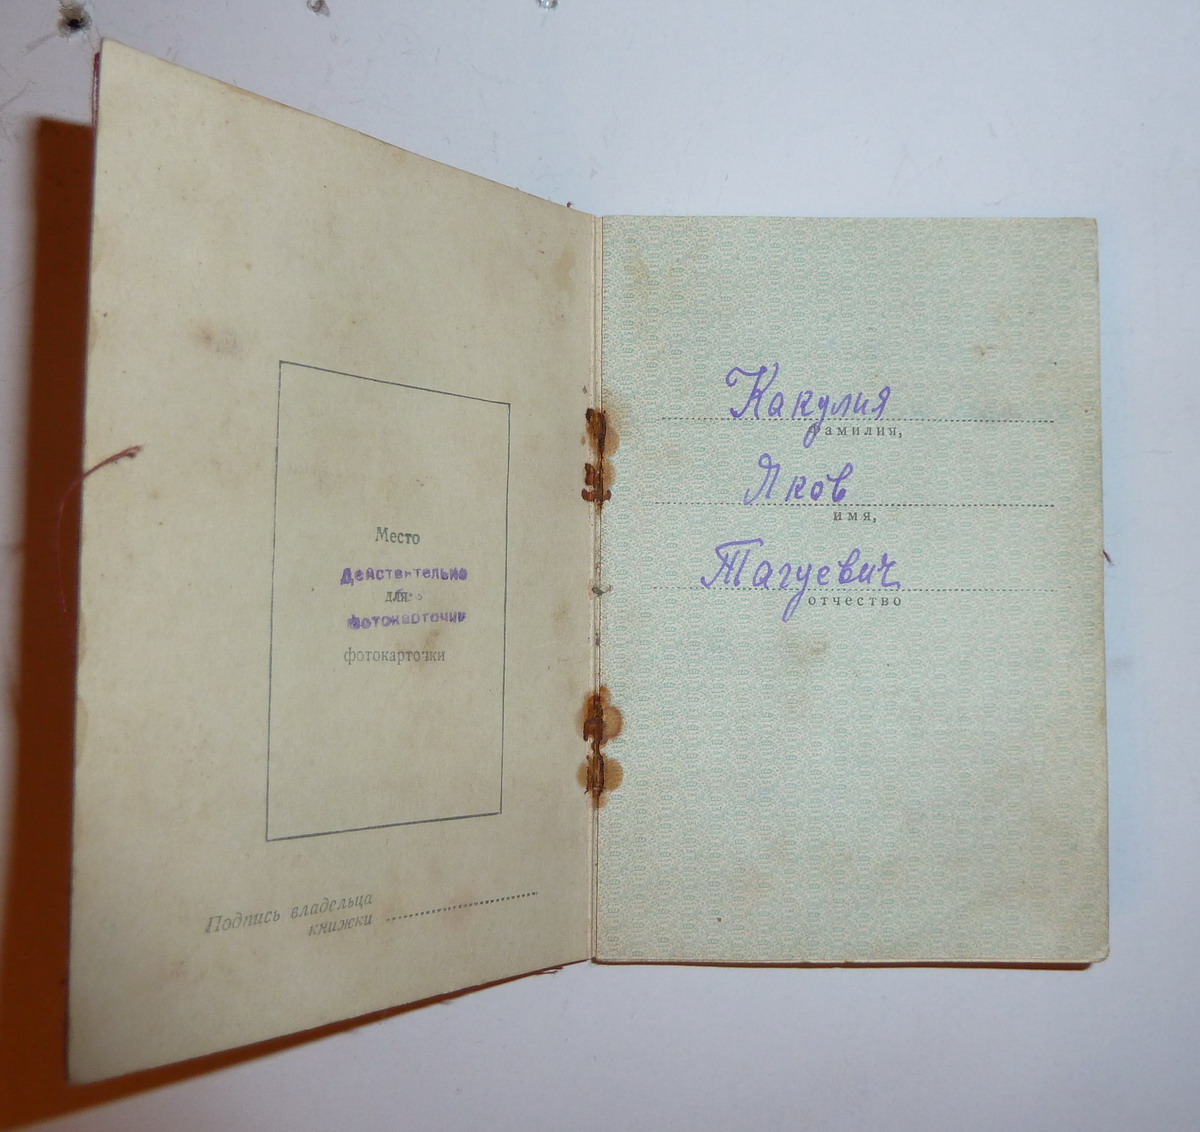 Место
Действительно
для
фотокарточки
фотокарточки
Подпись владельца
книжки
Какулия
фамилия,
Яков
имя,
Тагуевич
отчество